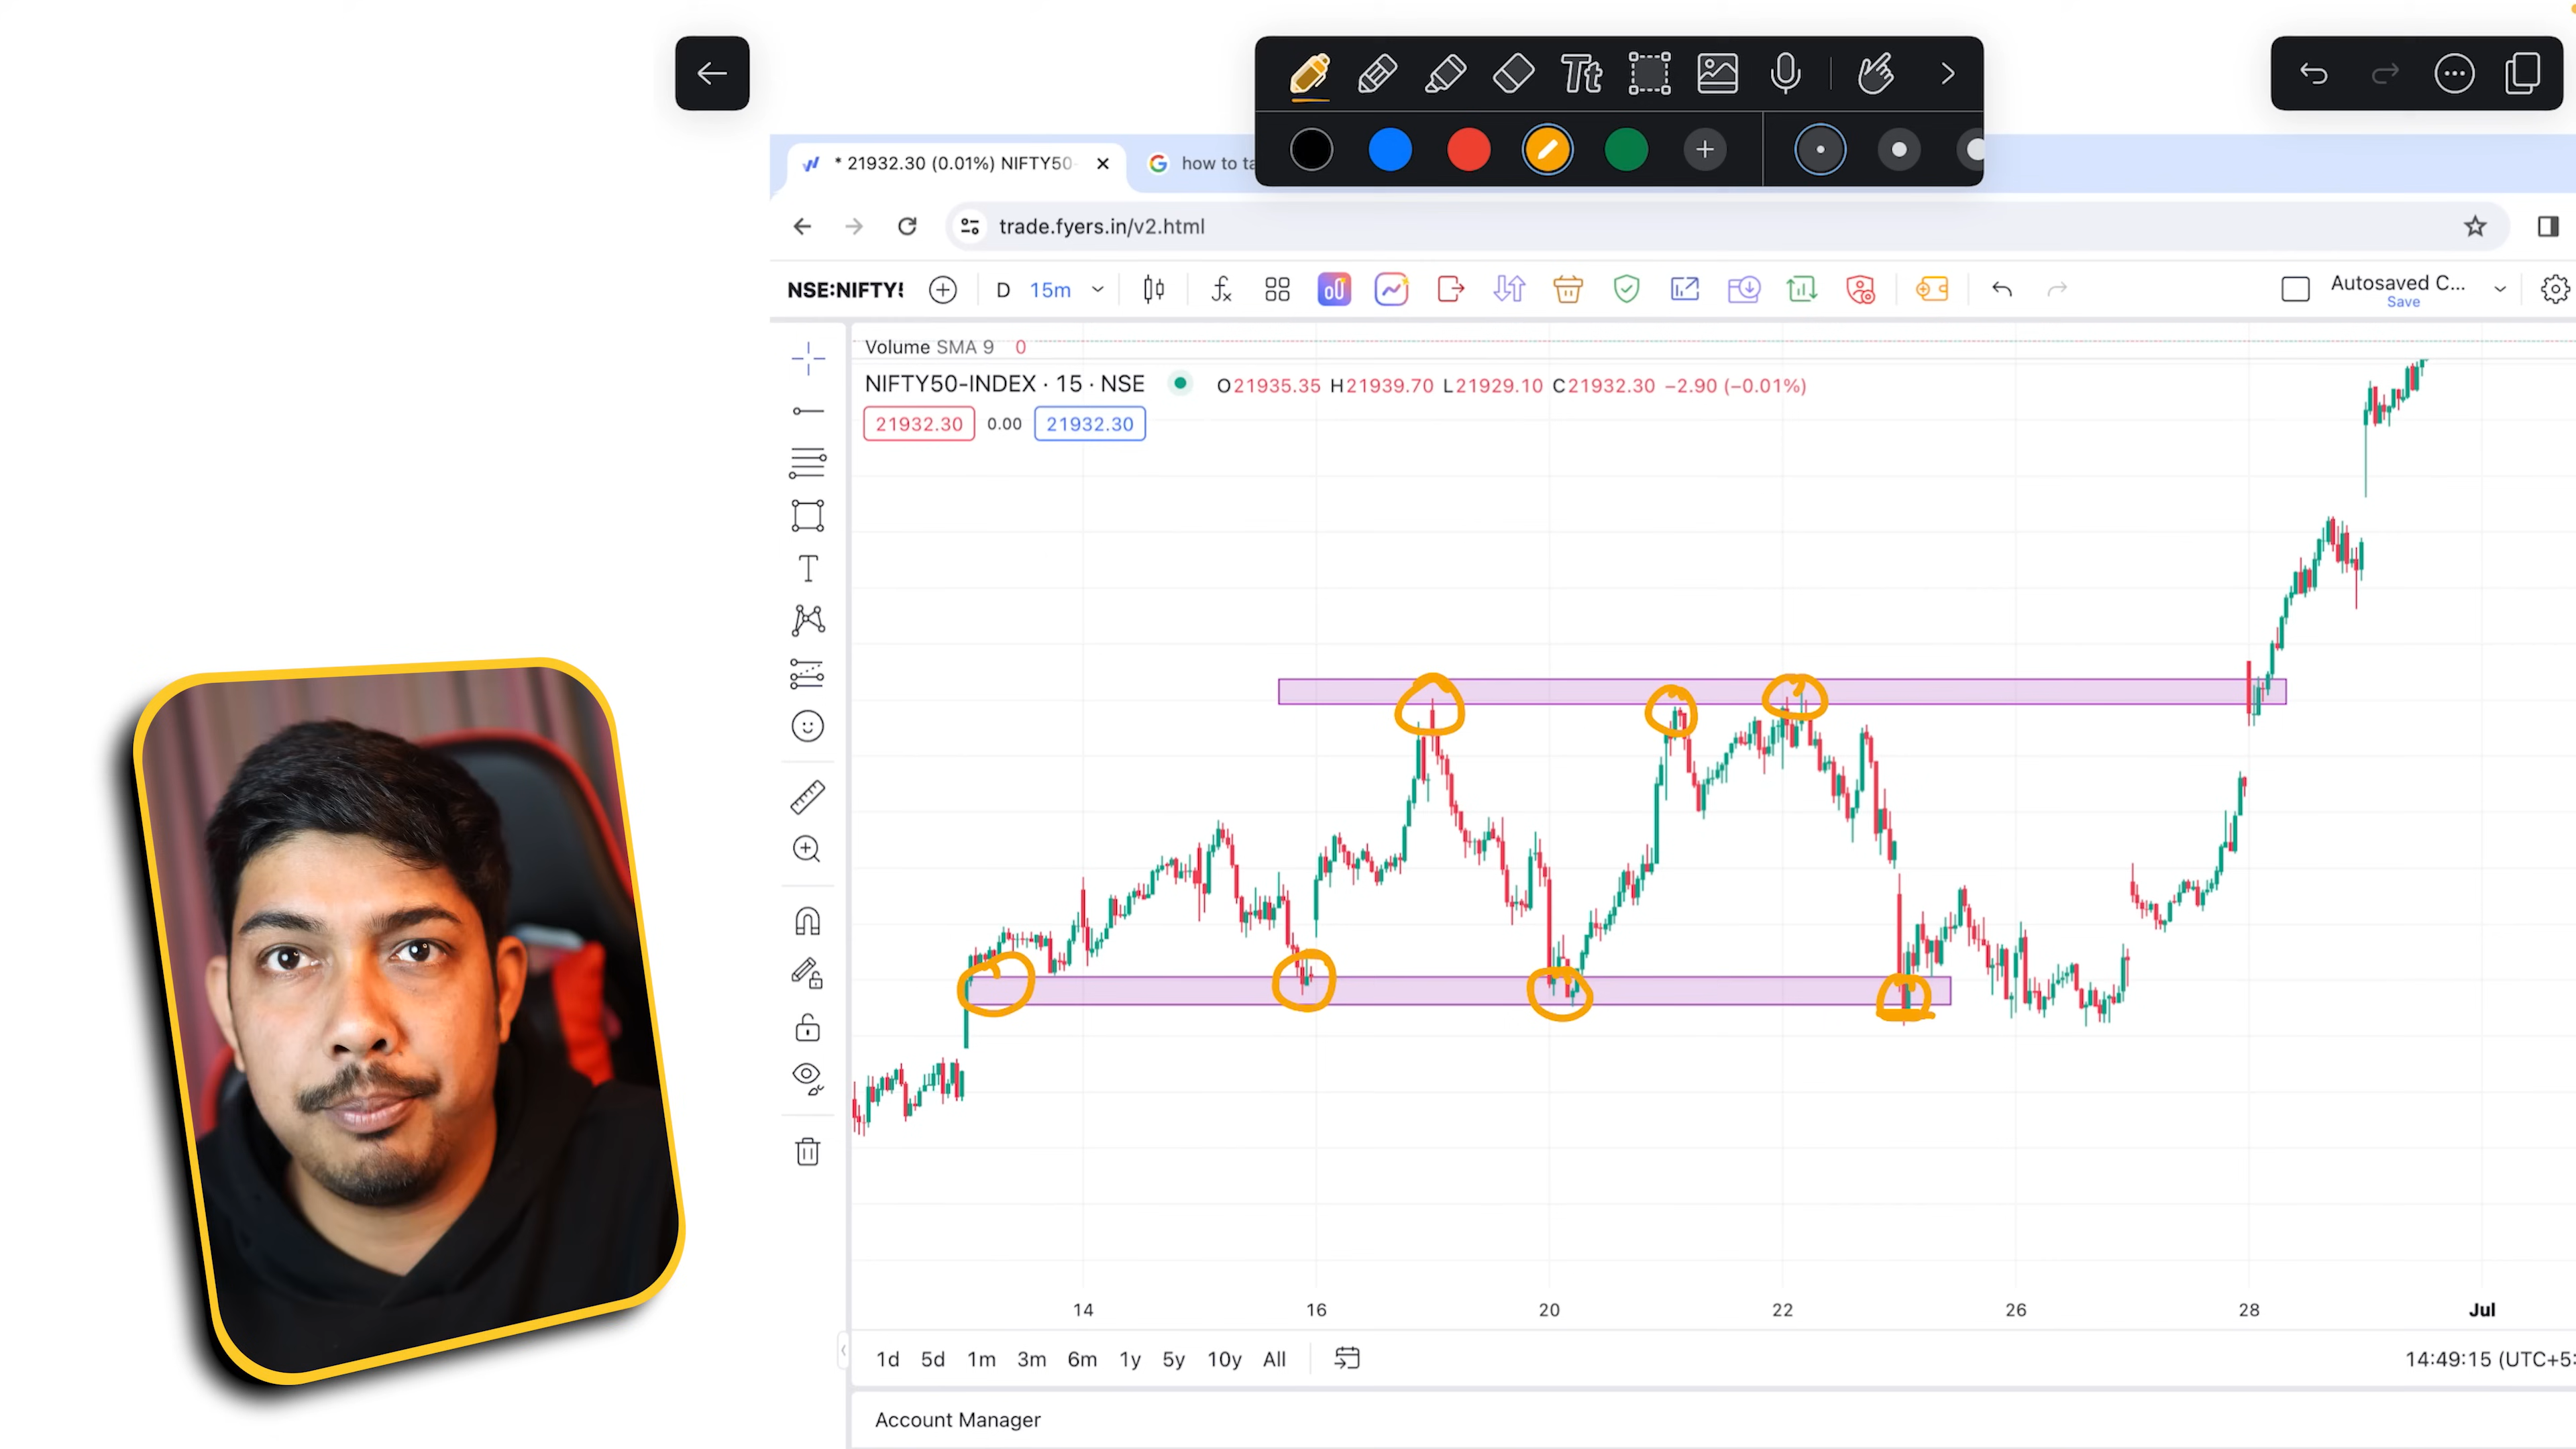 * 21932.30 (0.01%) NIFTY50-
how to ta
trade.fyers.in/v2.html
NSE:NIFTY
D 15m
Autosaved C...
Save
Volume SMA 9 0
NIFTY50-INDEX · 15 · NSE
O21935.35 H21939.70 L21929.10 C21932.30 −2.90 (−0.01%)
21932.30 0.00 21932.30
14 16 20 22 26 28 Jul
1d 5d 1m 3m 6m 1y 5y 10y All
14:49:15 (UTC+5:
Account Manager